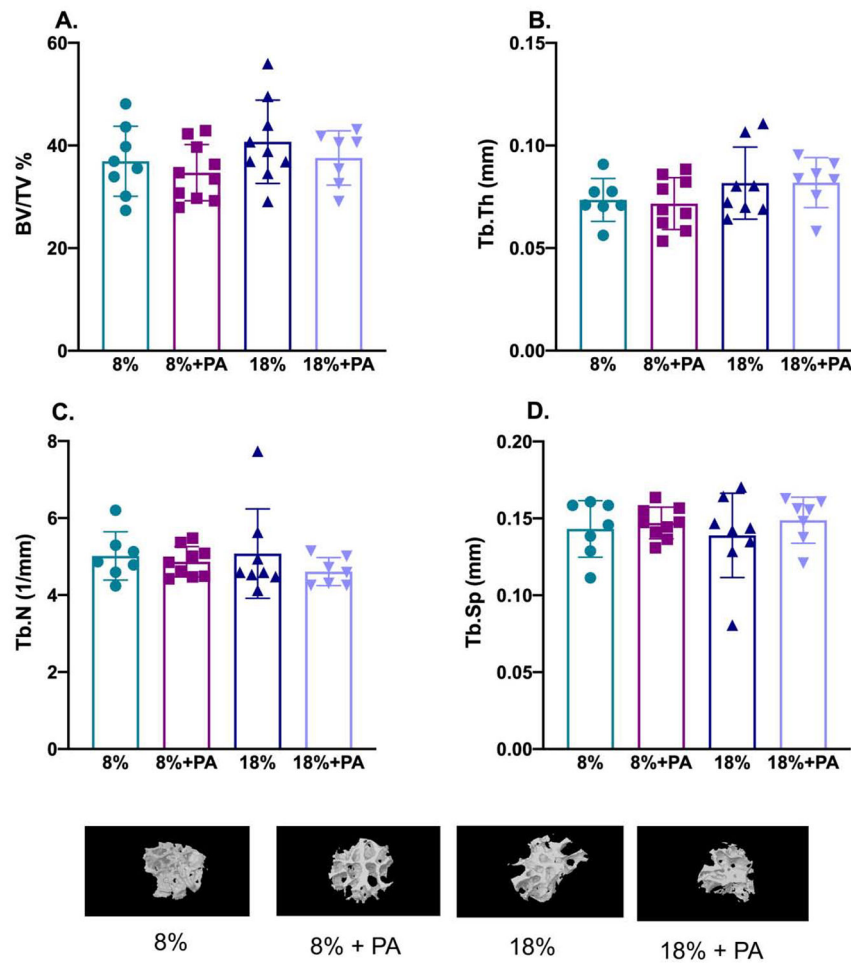 A.
60
40
20
0
BV/TV %
8% 8%+PA 18% 18%+PA
B.
0.15
0.10
0.05
0.00
Tb.Th (mm)
8% 8%+PA 18% 18%+PA
C.
8
6
4
2
0
Tb.N (1/mm)
8% 8%+PA 18% 18%+PA
D.
0.20
0.15
0.10
0.05
0.00
Tb.Sp (mm)
8% 8%+PA 18% 18%+PA
8% 8% + PA 18% 18% + PA